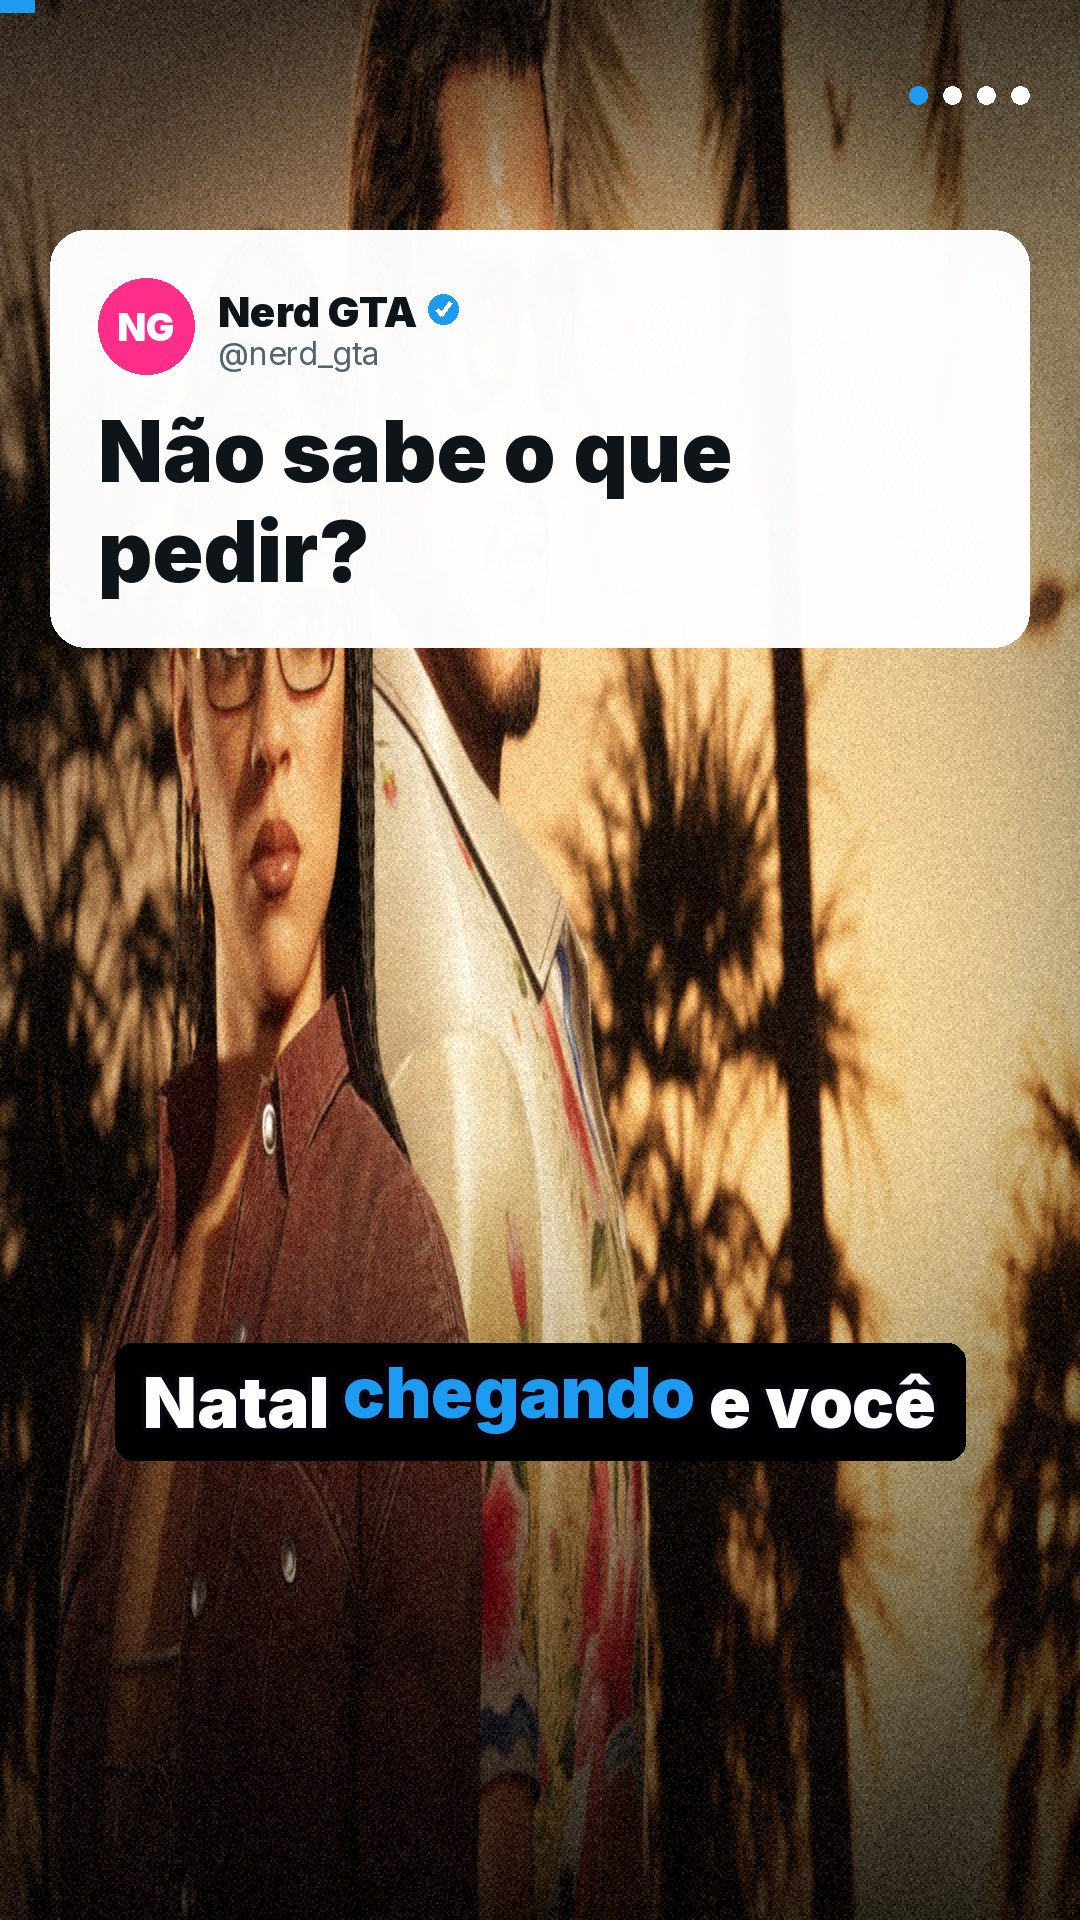 NG
Nerd GTA
@nerd_gta
Não sabe o que
pedir?
Natal chegando e você